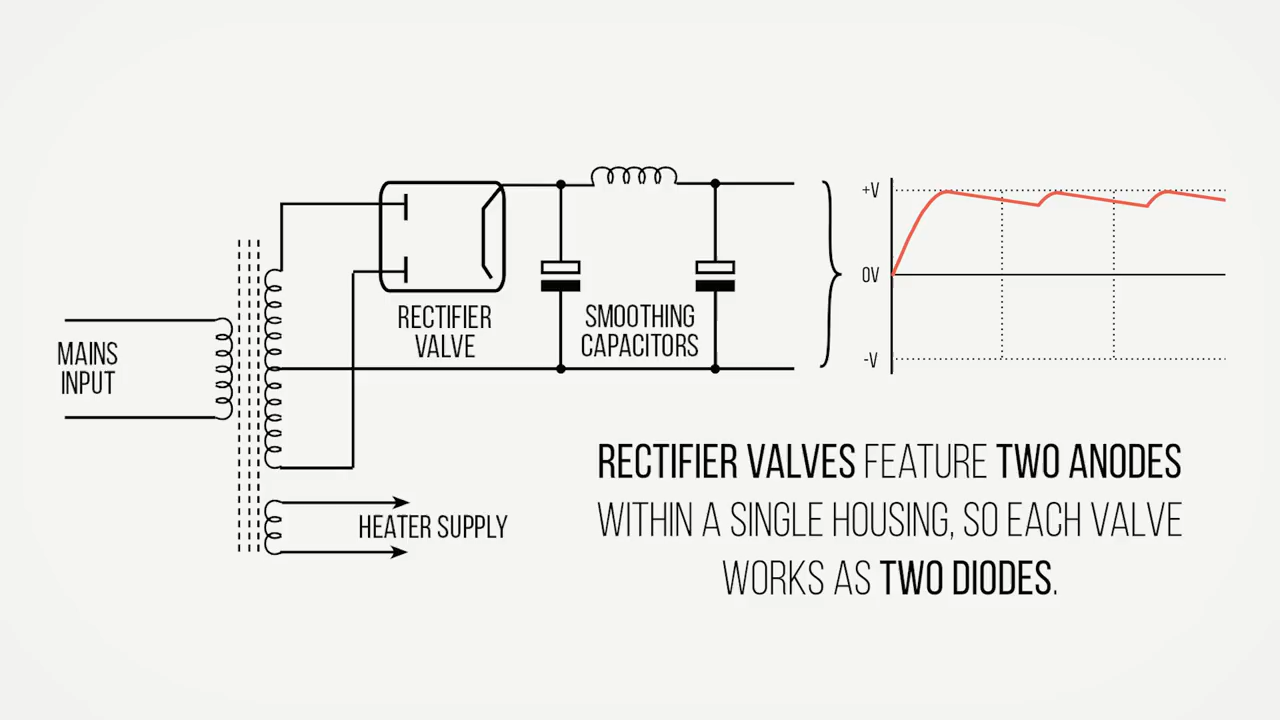 MAINS
INPUT
RECTIFIER
VALVE
SMOOTHING
CAPACITORS
HEATER SUPPLY
+V
0V
-V
RECTIFIER VALVES FEATURE TWO ANODES
WITHIN A SINGLE HOUSING, SO EACH VALVE
WORKS AS TWO DIODES.